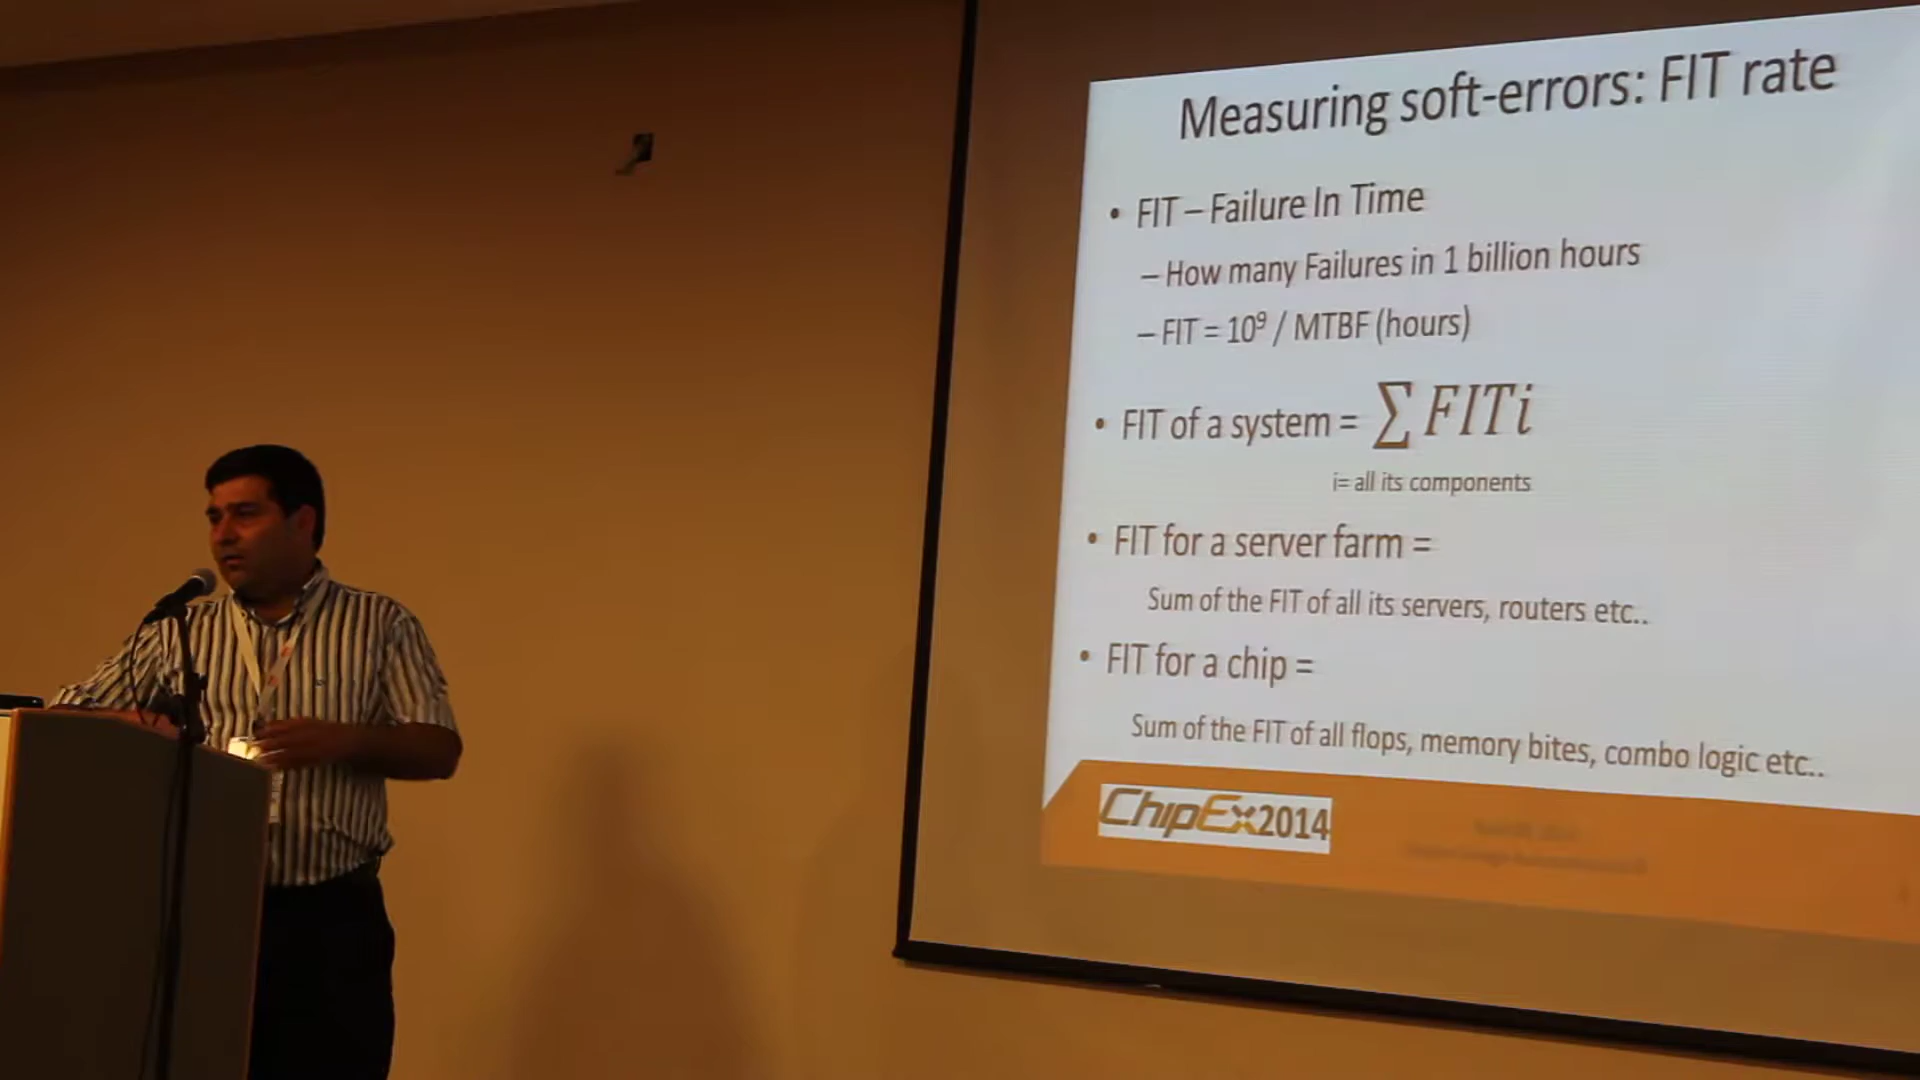 Measuring soft-errors: FIT rate
• FIT – Failure In Time
– How many Failures in 1 billion hours
– FIT = 10⁹ / MTBF (hours)
• FIT of a system = ∑ FITi
i= all its components
• FIT for a server farm =
Sum of the FIT of all its servers, routers etc..
• FIT for a chip =
Sum of the FIT of all flops, memory bites, combo logic etc..
ChipEx2014